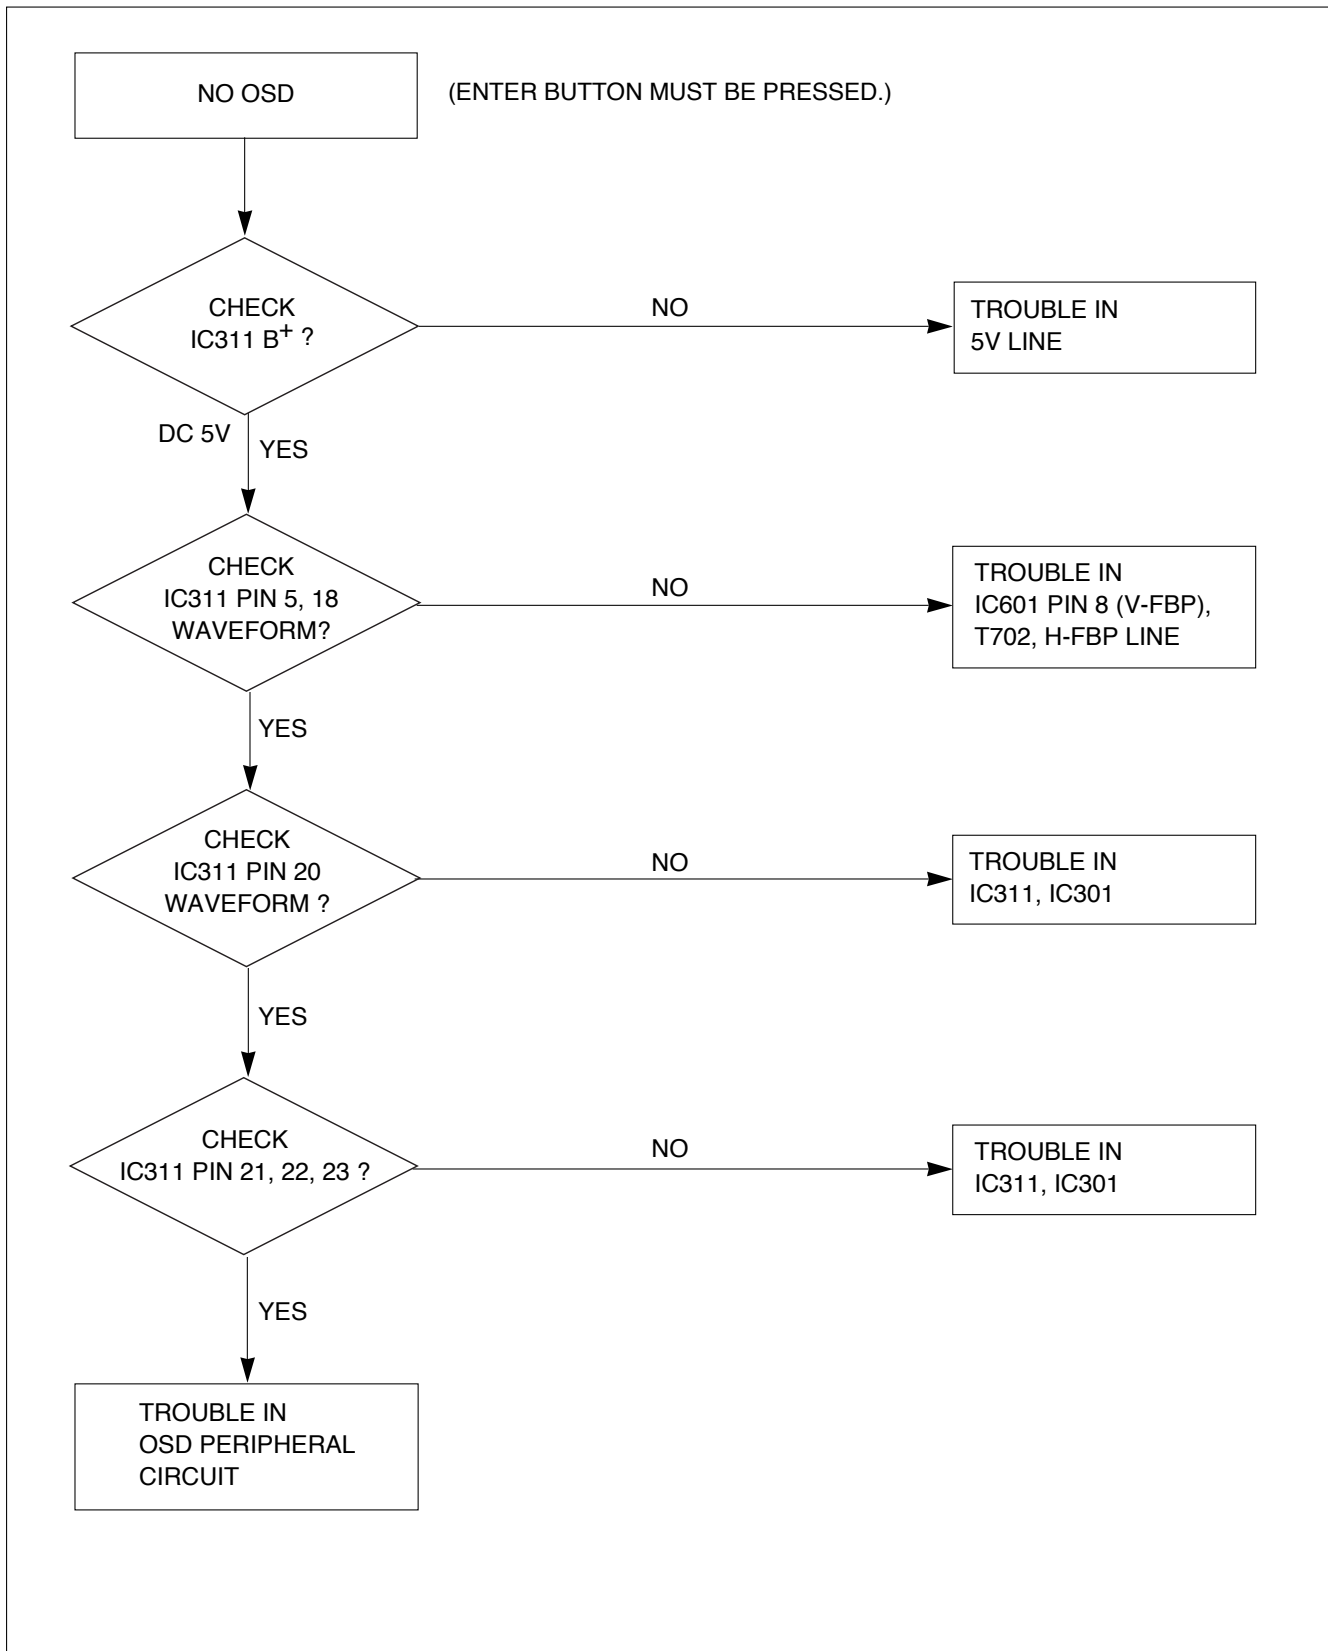 NO OSD
(ENTER BUTTON MUST BE PRESSED.)
CHECK
IC311 B+ ?
NO
TROUBLE IN
5V LINE
DC 5V
YES
CHECK
IC311 PIN 5, 18
WAVEFORM?
NO
TROUBLE IN
IC601 PIN 8 (V-FBP),
T702, H-FBP LINE
YES
CHECK
IC311 PIN 20
WAVEFORM ?
NO
TROUBLE IN
IC311, IC301
YES
CHECK
IC311 PIN 21, 22, 23 ?
NO
TROUBLE IN
IC311, IC301
YES
TROUBLE IN
OSD PERIPHERAL
CIRCUIT